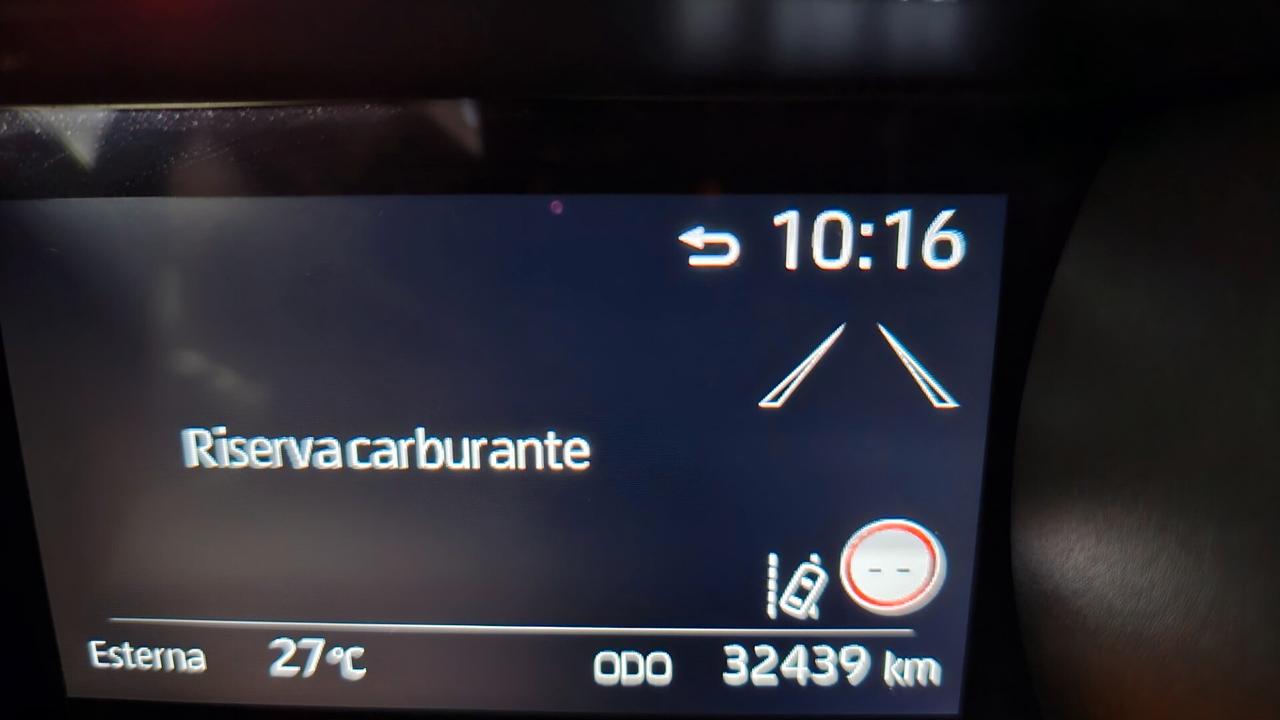 10:16
Riserva carburante
-- 
Esterna 27°C ODO 32439 km